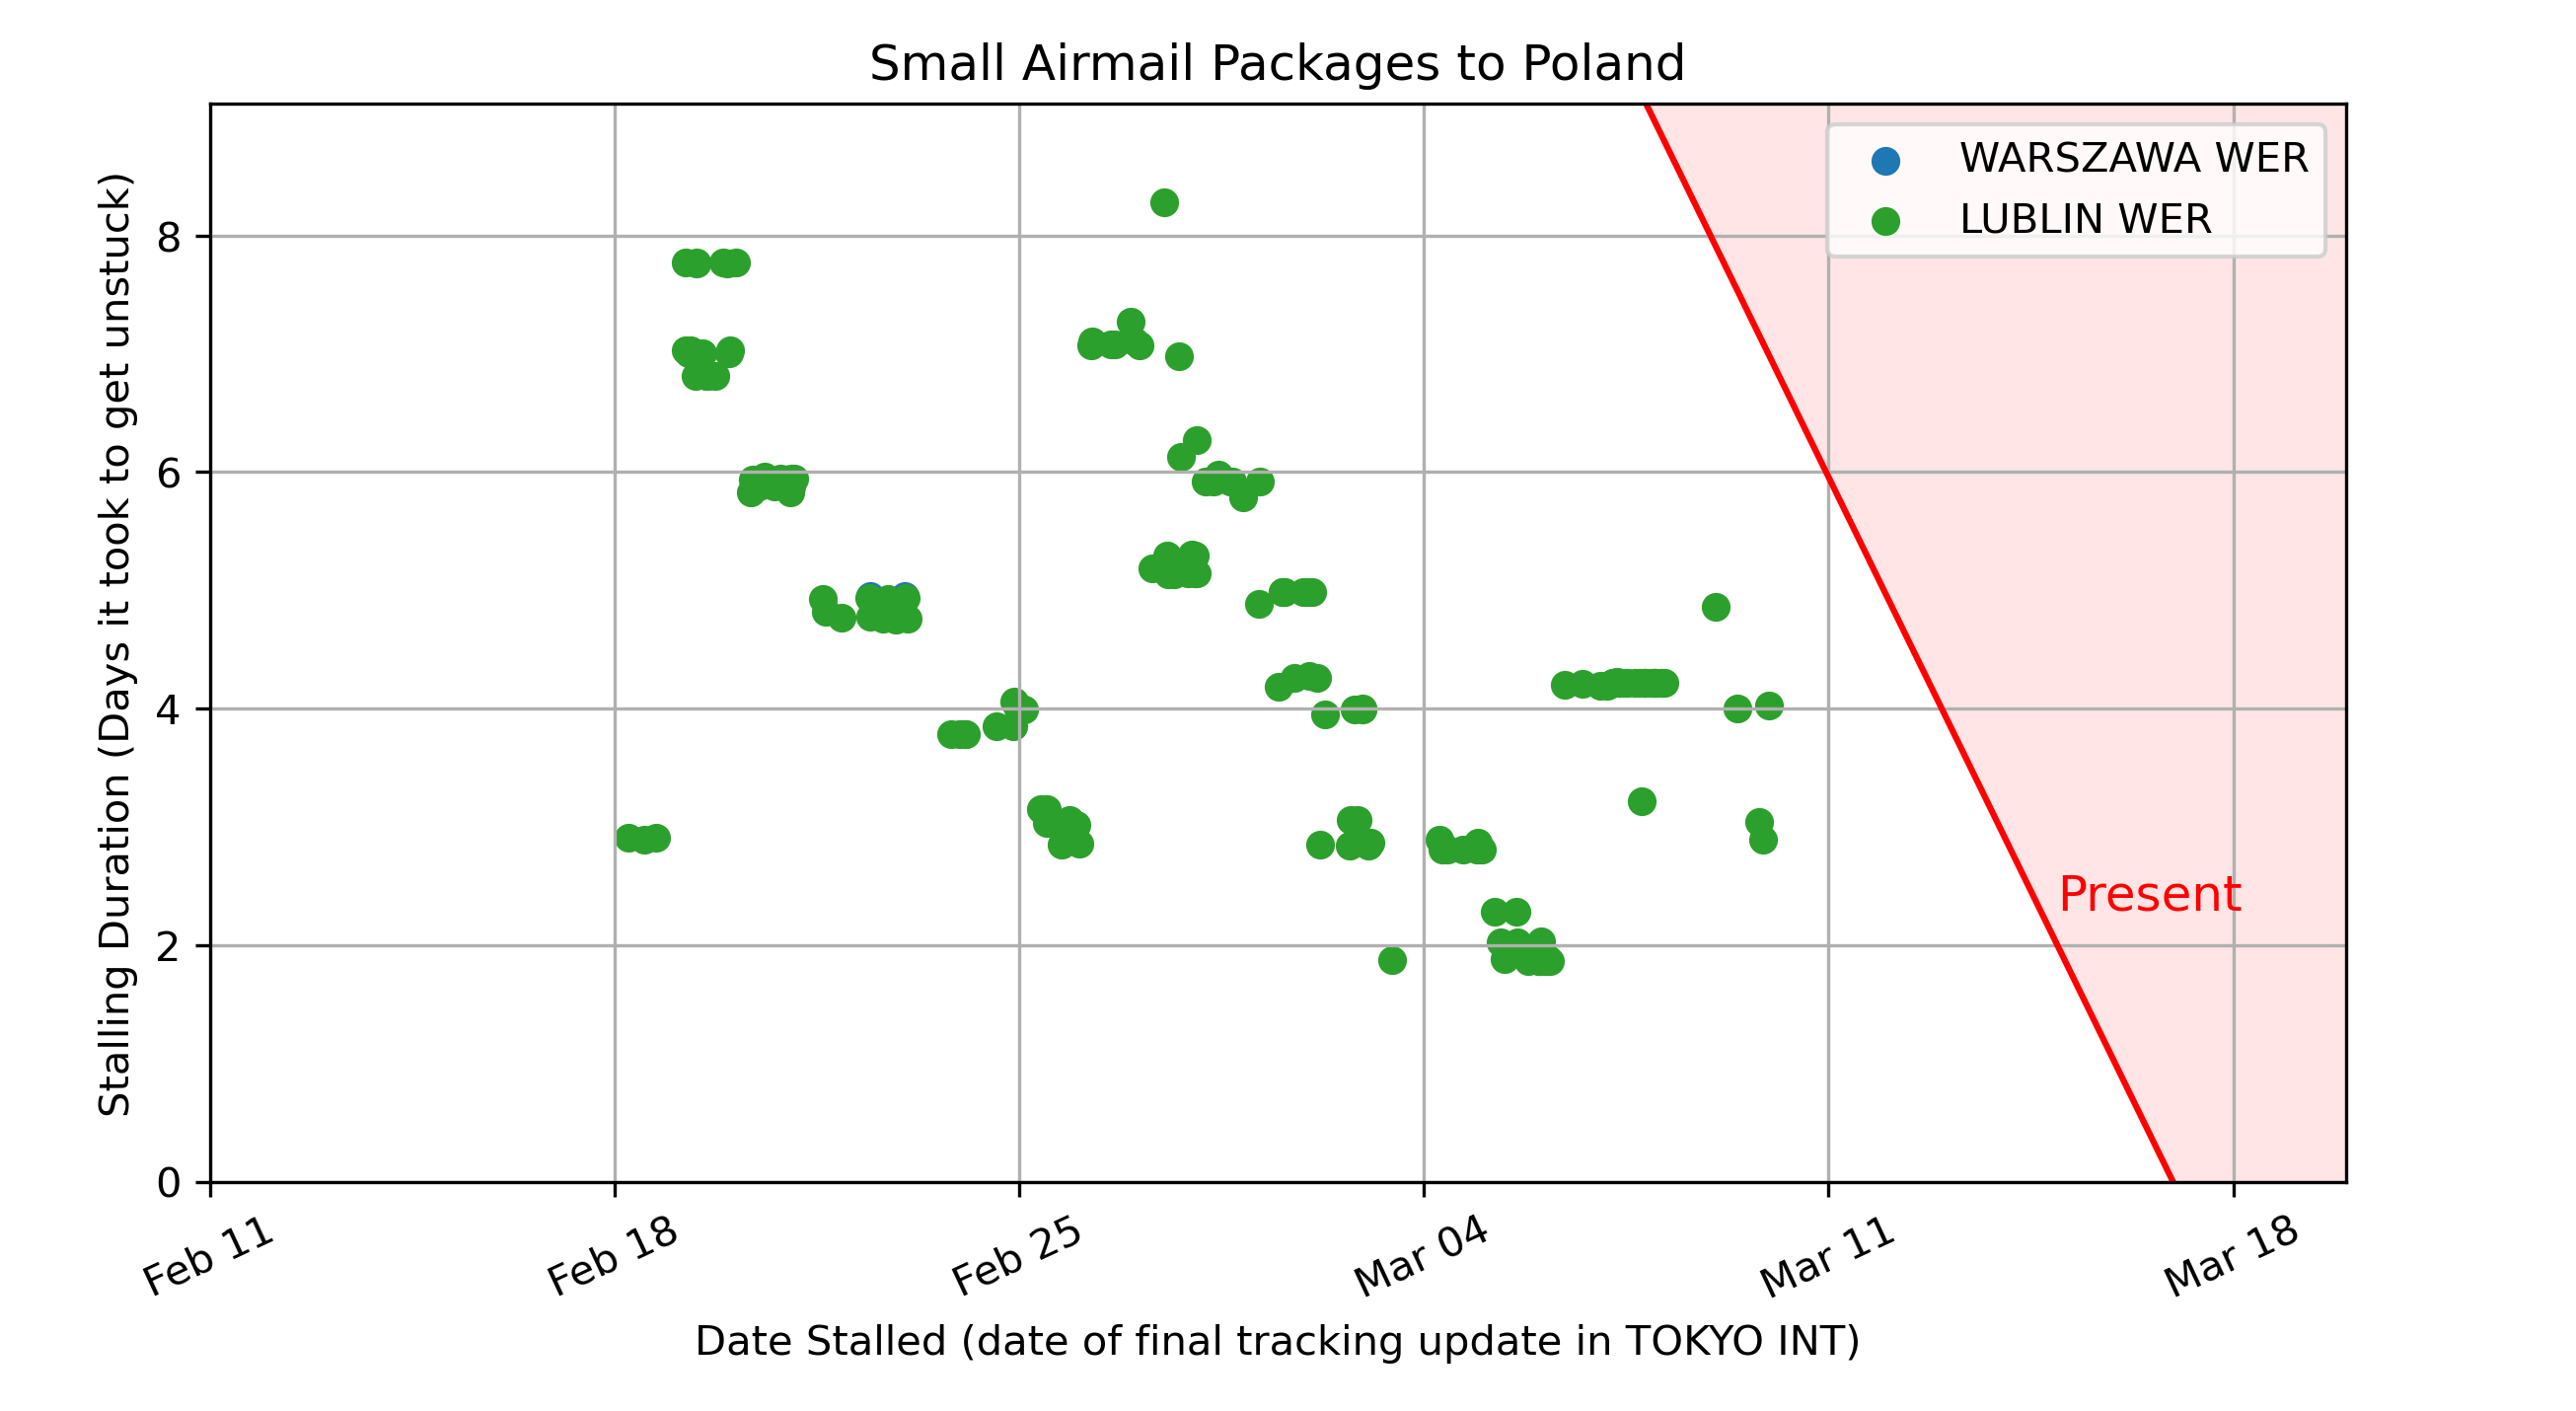 Small Airmail Packages to Poland
WARSZAWA WER
LUBLIN WER
Stalling Duration (Days it took to get unstuck)
8
6
4
2
0
Present
Feb 11
Feb 18
Feb 25
Mar 04
Mar 11
Mar 18
Date Stalled (date of final tracking update in TOKYO INT)